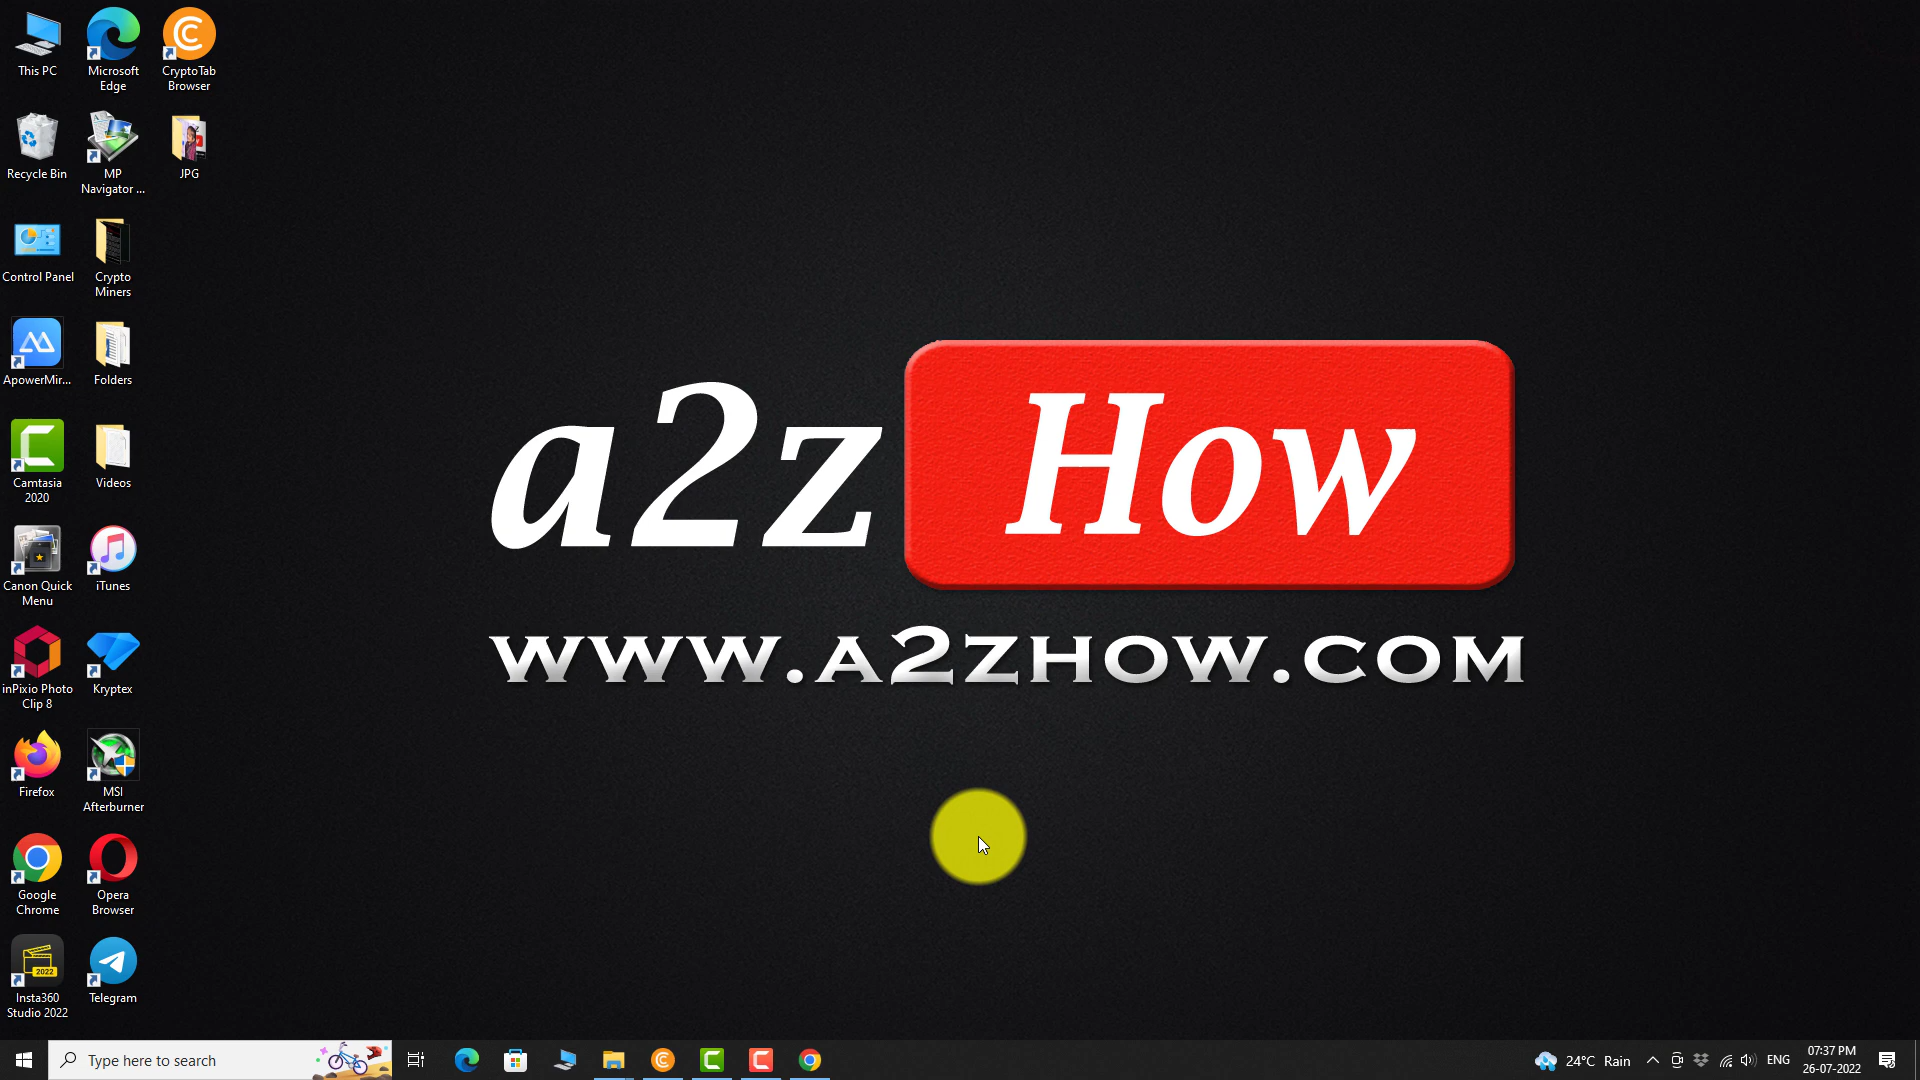 This PC
Microsoft
Edge
CryptoTab
Browser
Recycle Bin
MP
Navigator ...
JPG
Control Panel
Crypto
Miners
ApowerMir...
Folders
Camtasia
2020
Videos
Canon Quick
Menu
iTunes
inPixio Photo
Clip 8
Kryptex
Firefox
MSI
Afterburner
Google
Chrome
Opera
Browser
2022
Insta360
Studio 2022
Telegram
a2z How
WWW.A2ZHOW.COM
Type here to search
24°C Rain
ENG
07:37 PM
26-07-2022